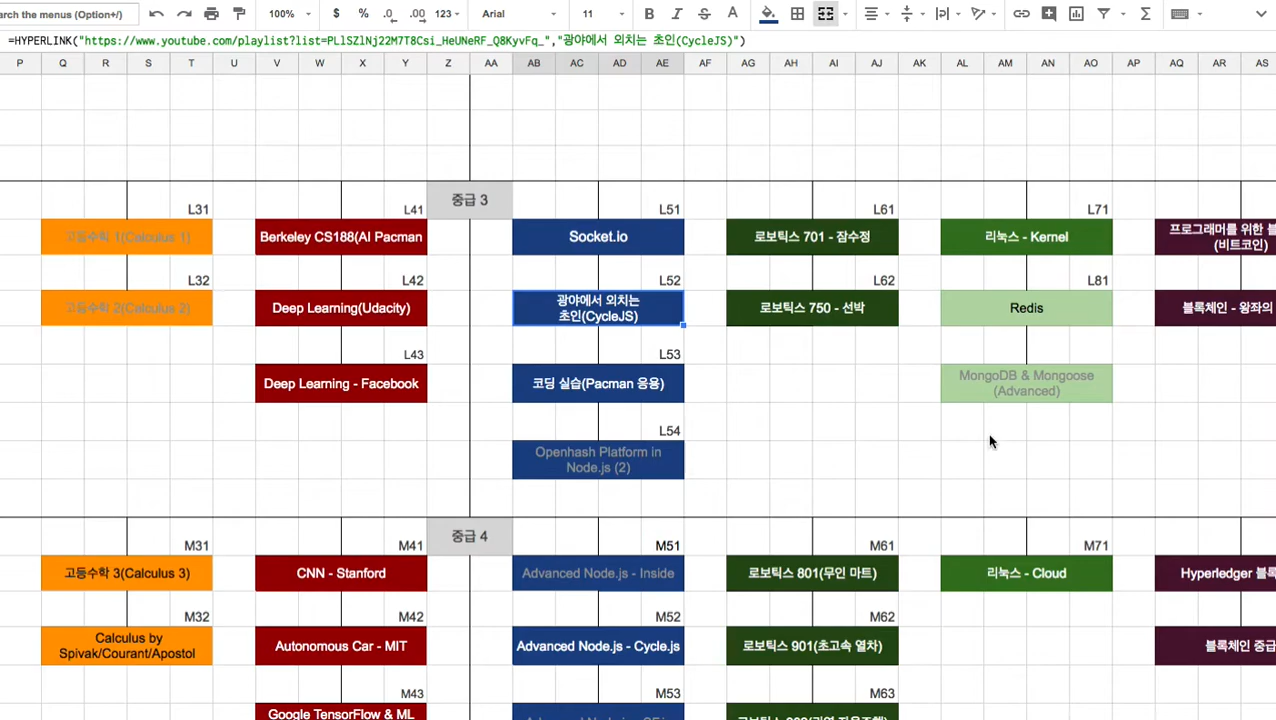 rch the menus (Option+/)
100%
$ % .0 .00 123
Arial
11
B I S A
=HYPERLINK("https://www.youtube.com/playlist?list=PLlSZlNj22M7T8Csi_HeUNeRF_Q8KyvFq_","광야에서 외치는 초인(CycleJS)")
P Q R S T U V W X Y Z AA AB AC AD AE AF AG AH AI AJ AK AL AM AN AO AP AQ AR AS
중급 3
L31 L41 L51 L61 L71
고등수학 1(Calculus 1)
Berkeley CS188(AI Pacman
Socket.io
로보틱스 701 - 잠수정
리눅스 - Kernel
프로그래머를 위한 블
(비트코인)
L32 L42 L52 L62 L81
고등수학 2(Calculus 2)
Deep Learning(Udacity)
광야에서 외치는
초인(CycleJS)
로보틱스 750 - 선박
Redis
블록체인 - 왕좌의
L43 L53
Deep Learning - Facebook
코딩 실습(Pacman 응용)
MongoDB & Mongoose
(Advanced)
L54
Openhash Platform in
Node.js (2)
중급 4
M31 M41 M51 M61 M71
고등수학 3(Calculus 3)
CNN - Stanford
Advanced Node.js - Inside
로보틱스 801(무인 마트)
리눅스 - Cloud
Hyperledger 블록
M32 M42 M52 M62
Calculus by
Spivak/Courant/Apostol
Autonomous Car - MIT
Advanced Node.js - Cycle.js
로보틱스 901(초고속 열차)
블록체인 중급
M43 M53 M63
Google TensorFlow & ML